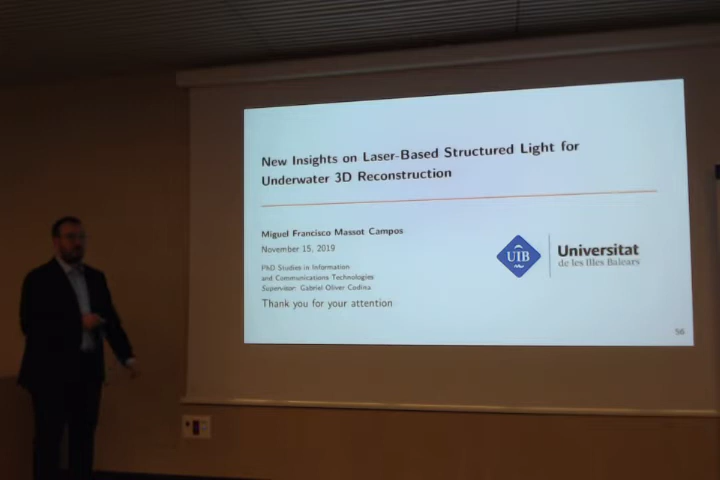 New Insights on Laser-Based Structured Light for
Underwater 3D Reconstruction
Miguel Francisco Massot Campos
November 15, 2019
PhD Studies in Information
and Communications Technologies
Supervisor: Gabriel Oliver Codina
Thank you for your attention
UIB
Universitat
de les Illes Balears
56